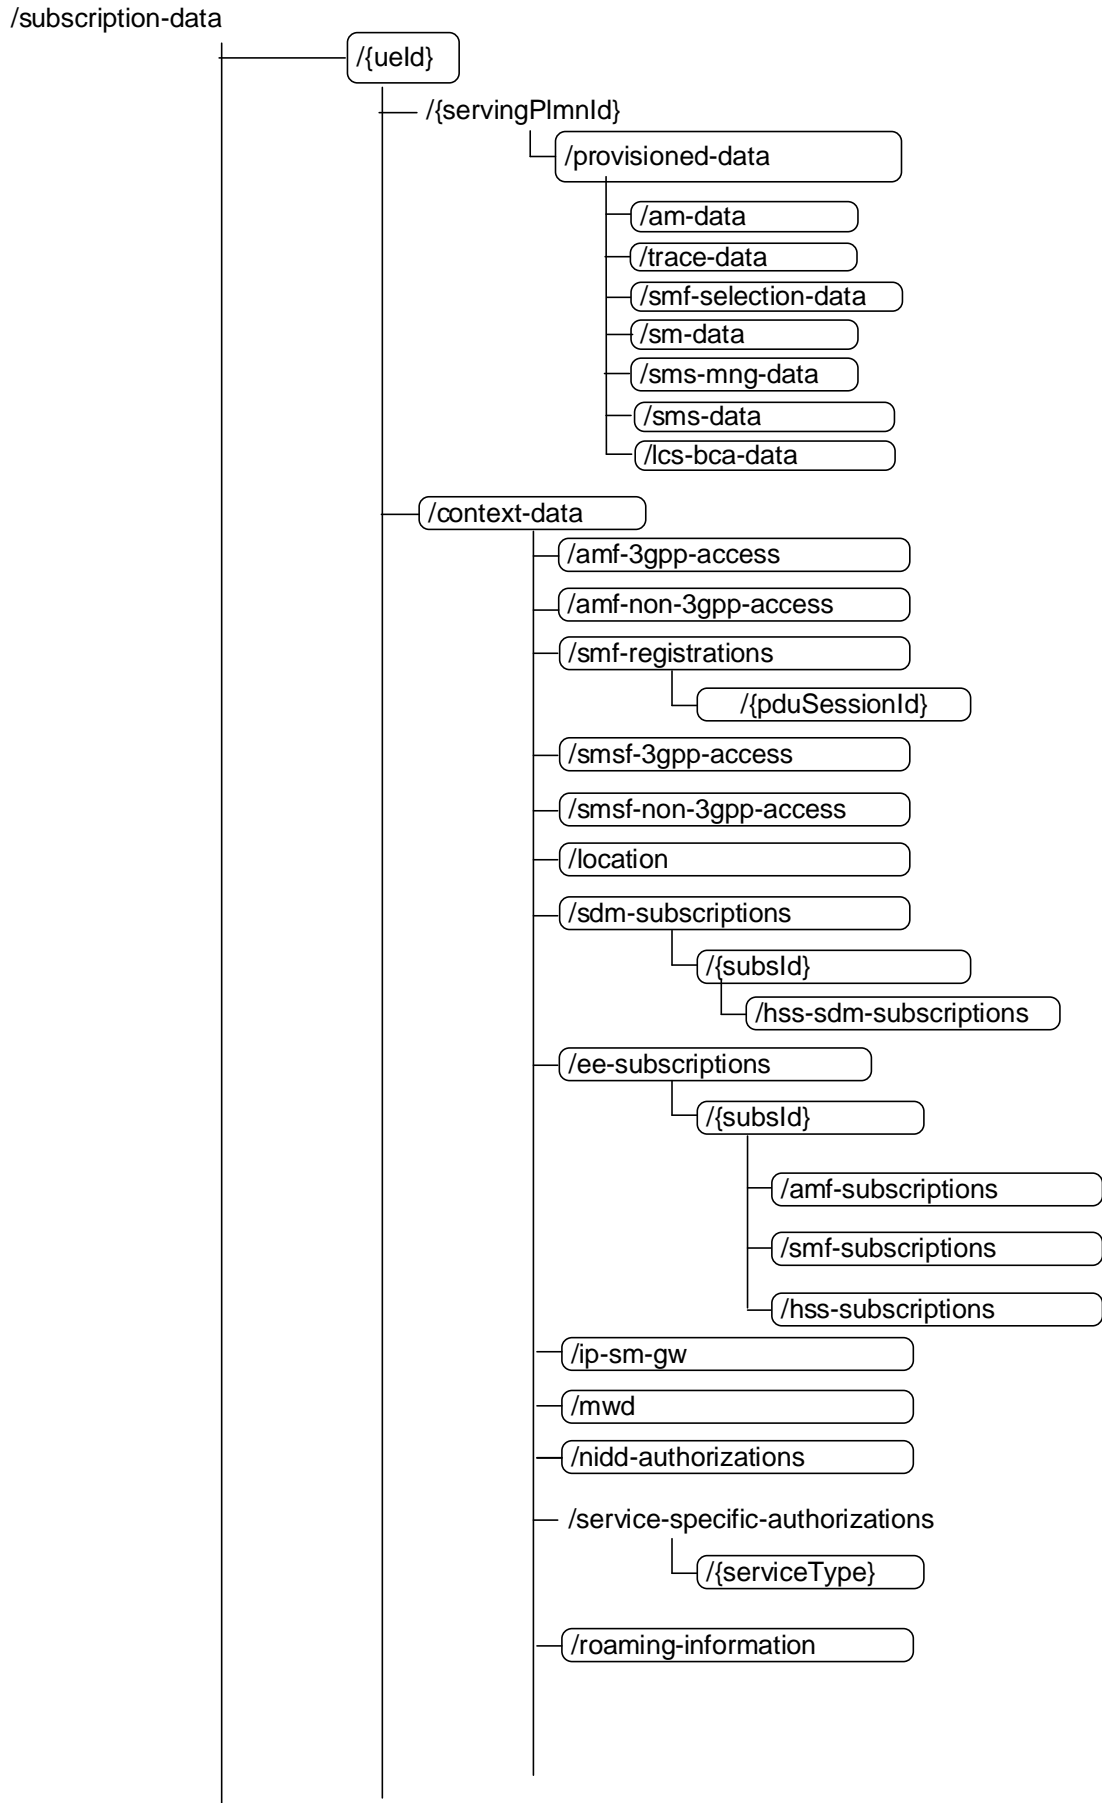 /subscription-data
/{ueId}
/{servingPlmnId}
/provisioned-data
/am-data
/trace-data
/smf-selection-data
/sm-data
/sms-mng-data
/sms-data
/lcs-bca-data
/context-data
/amf-3gpp-access
/amf-non-3gpp-access
/smf-registrations
/{pduSessionId}
/smsf-3gpp-access
/smsf-non-3gpp-access
/location
/sdm-subscriptions
/{subsId}
/hss-sdm-subscriptions
/ee-subscriptions
/{subsId}
/amf-subscriptions
/smf-subscriptions
/hss-subscriptions
/ip-sm-gw
/mwd
/nidd-authorizations
/service-specific-authorizations
/{serviceType}
/roaming-information